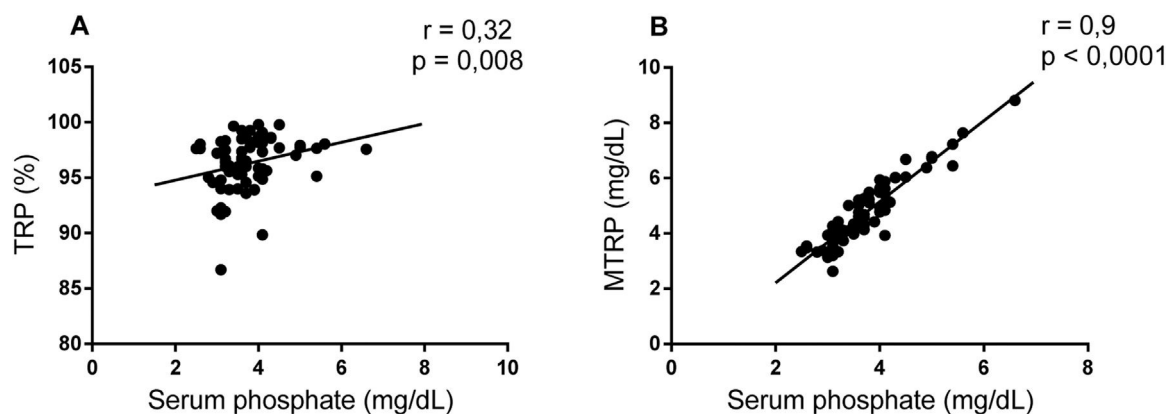 A
r = 0,32
p = 0,008
105
100
95
90
85
80
TRP (%)
0 2 4 6 8 10
Serum phosphate (mg/dL)
B
r = 0,9
p < 0,0001
10
8
6
4
2
0
MTRP (mg/dL)
0 2 4 6 8
Serum phosphate (mg/dL)